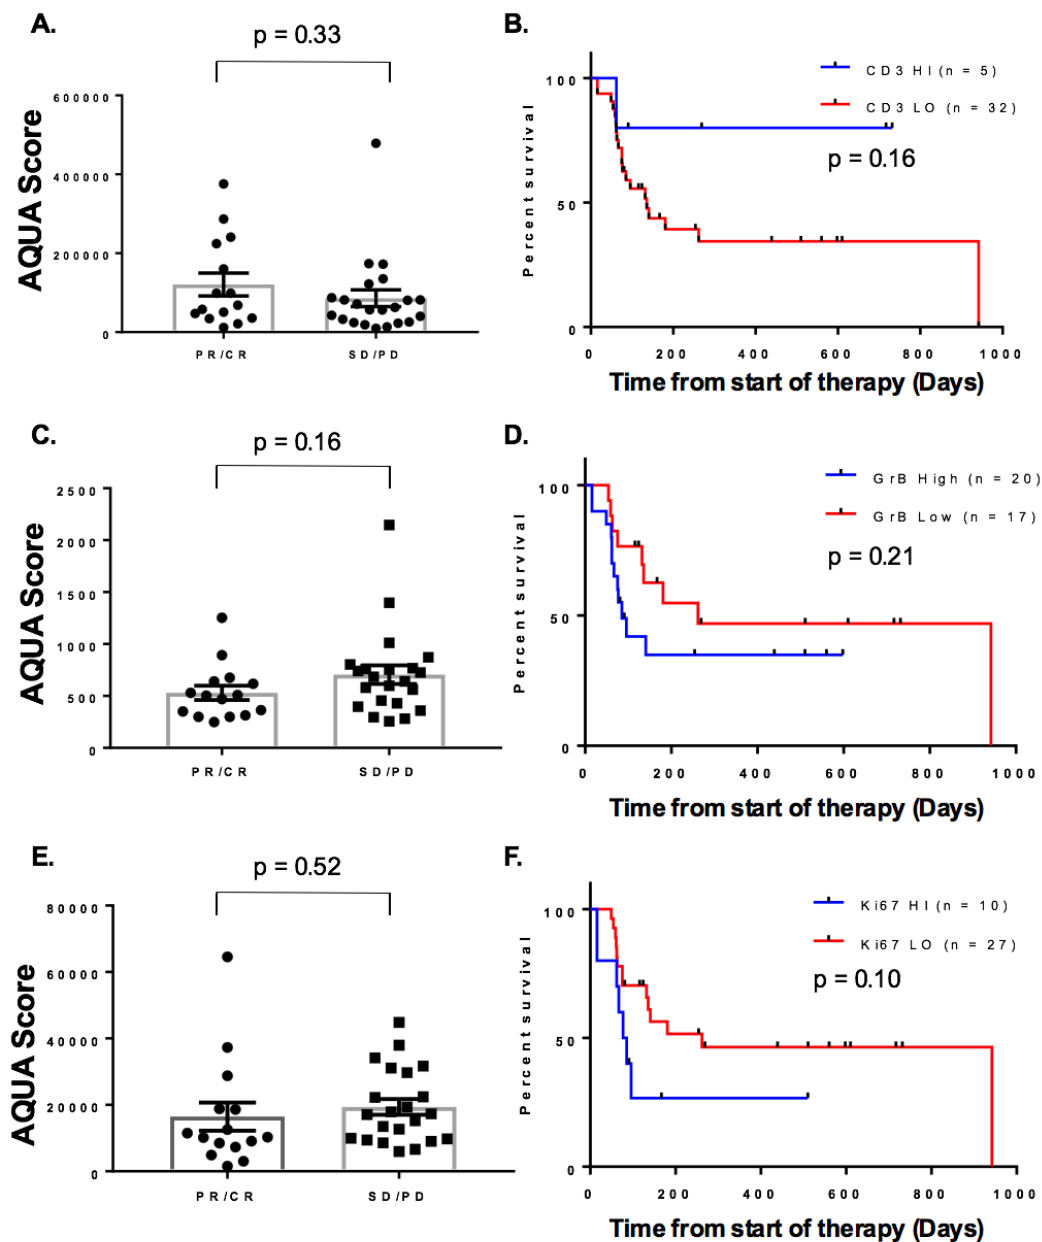 A.
p = 0.33
AQUA Score
600000
400000
200000
0
PR/CR
SD/PD
B.
CD3 HI (n = 5)
CD3 LO (n = 32)
p = 0.16
Percent survival
100
50
0
0 200 400 600 800 1000
Time from start of therapy (Days)
C.
p = 0.16
AQUA Score
2500
2000
1500
1000
500
0
PR/CR
SD/PD
D.
GrB High (n = 20)
GrB Low (n = 17)
p = 0.21
Percent survival
100
50
0
0 200 400 600 800 1000
Time from start of therapy (Days)
E.
p = 0.52
AQUA Score
80000
60000
40000
20000
0
PR/CR
SD/PD
F.
Ki67 HI (n = 10)
Ki67 LO (n = 27)
p = 0.10
Percent survival
100
50
0
0 200 400 600 800 1000
Time from start of therapy (Days)